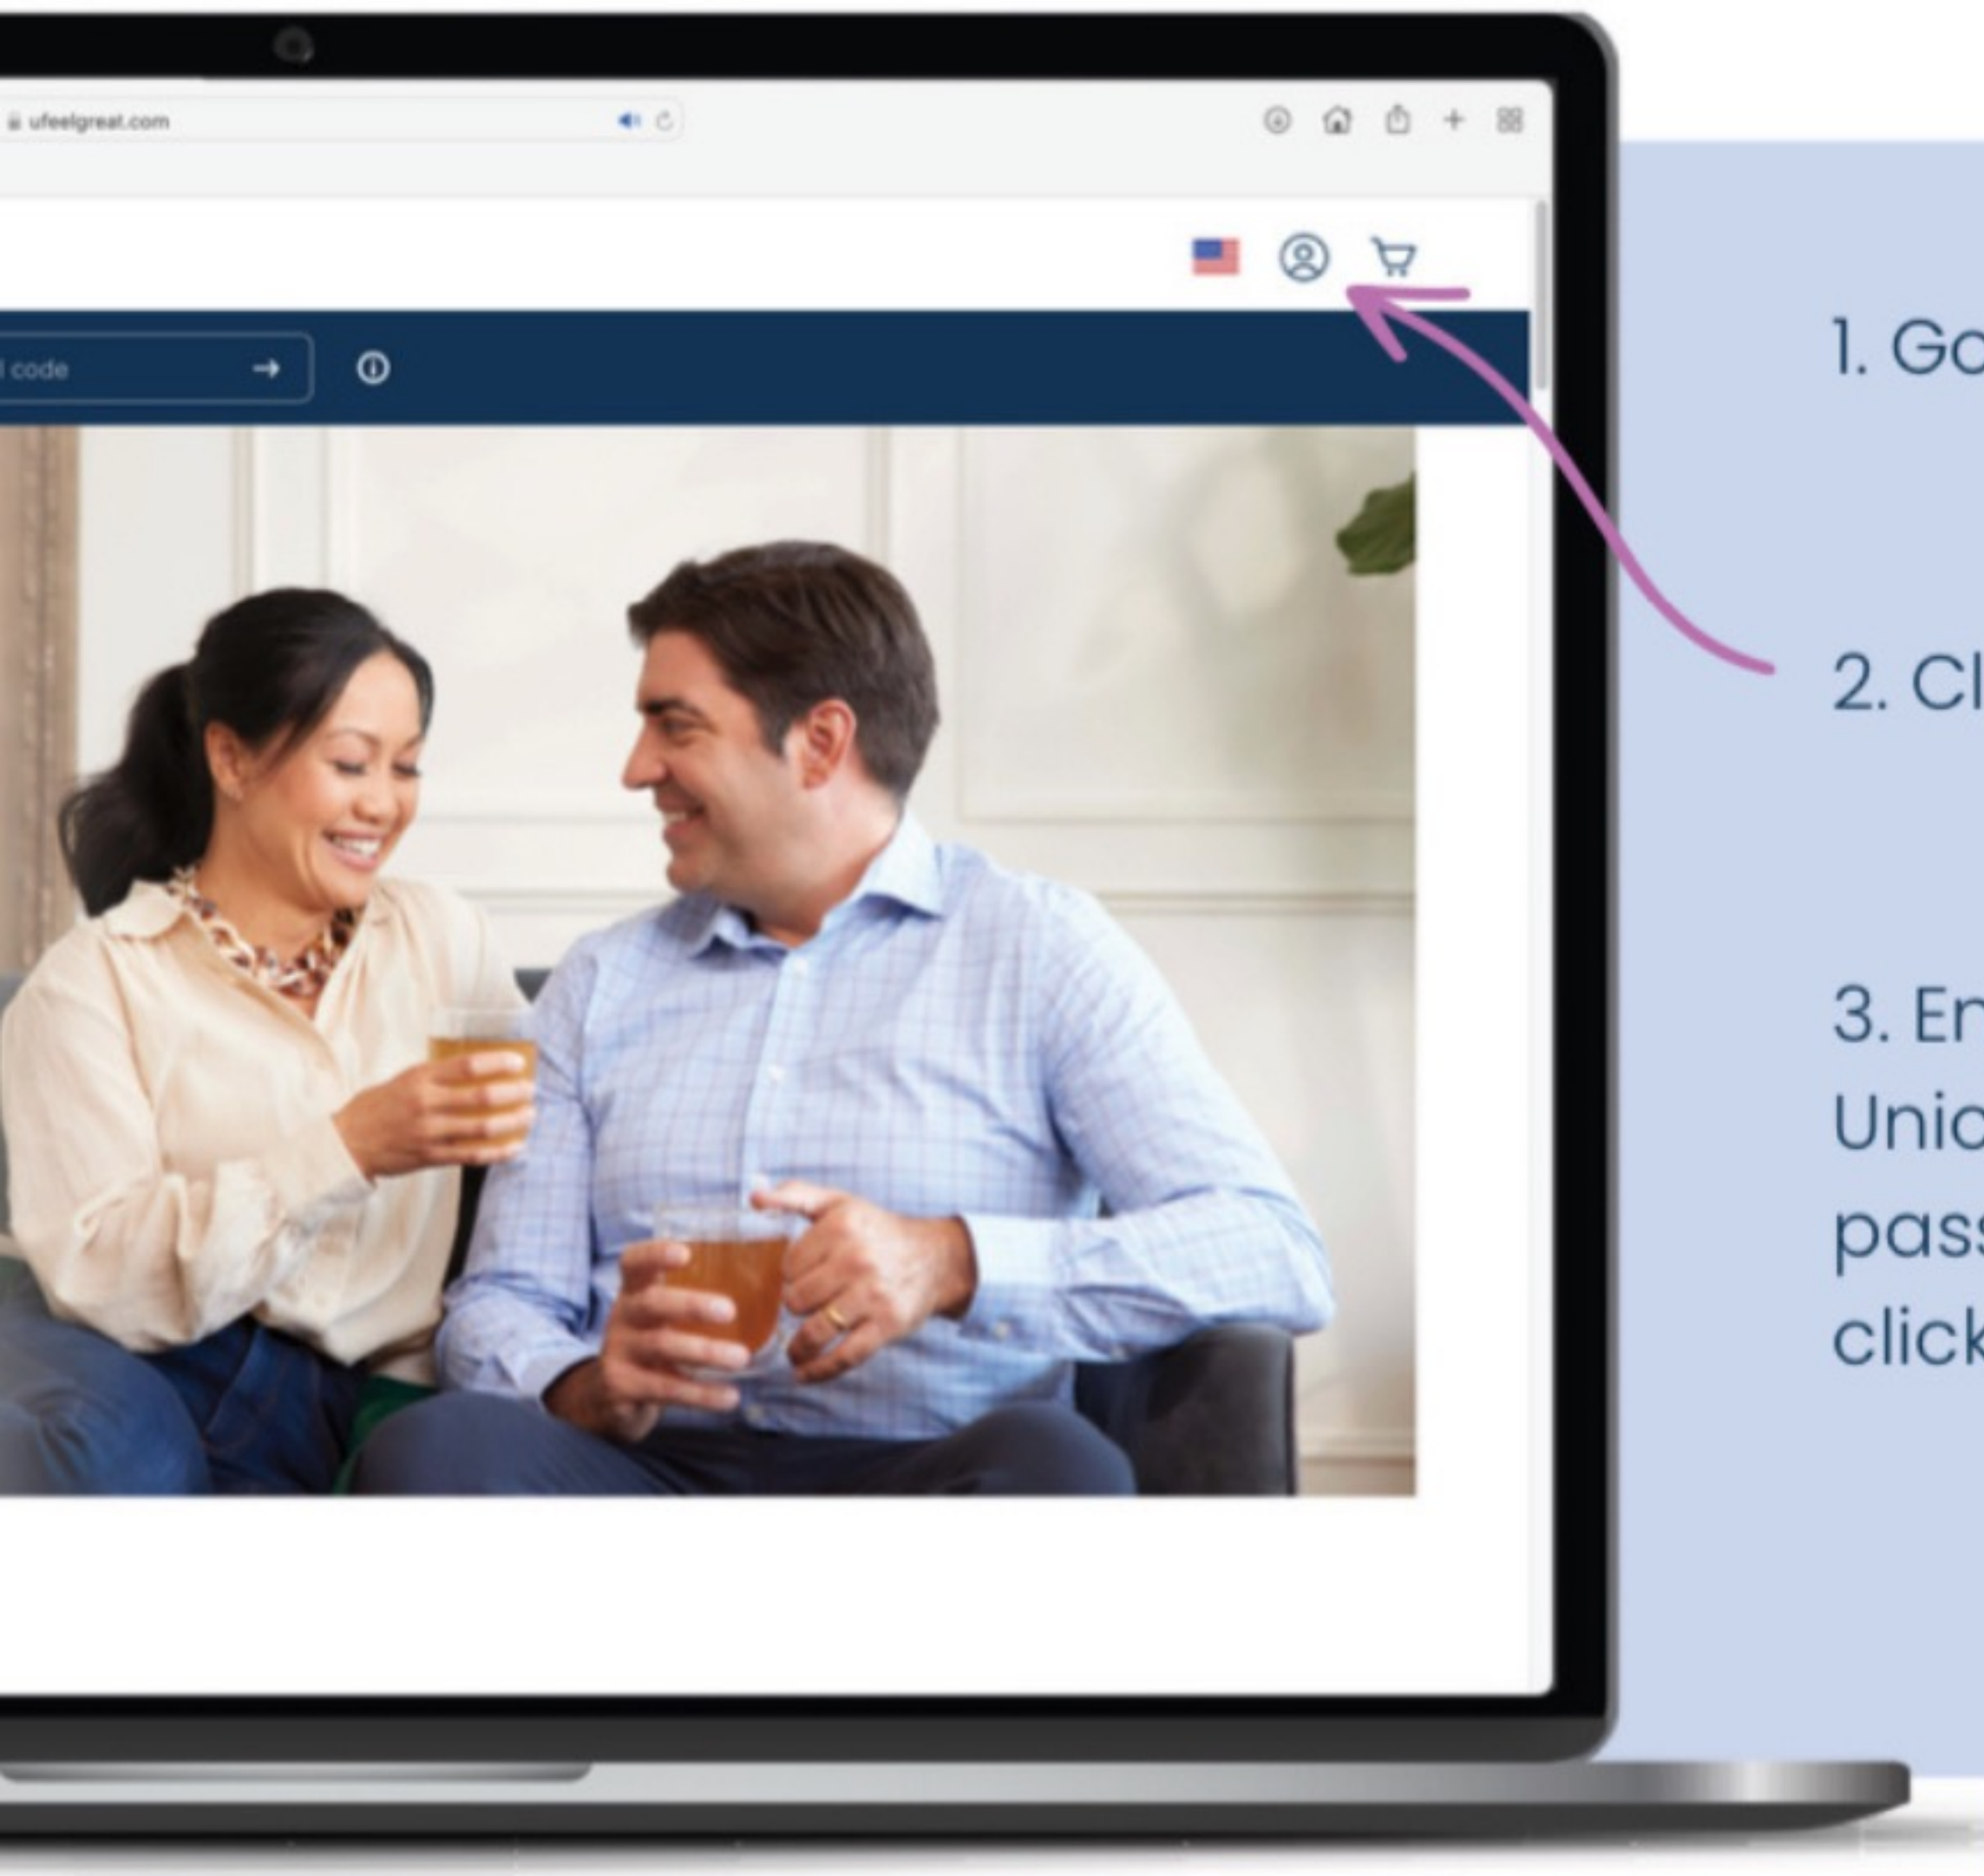 ufeelgreat.com
code
1. Go
2. Cl
3. En
Unic
pass
click